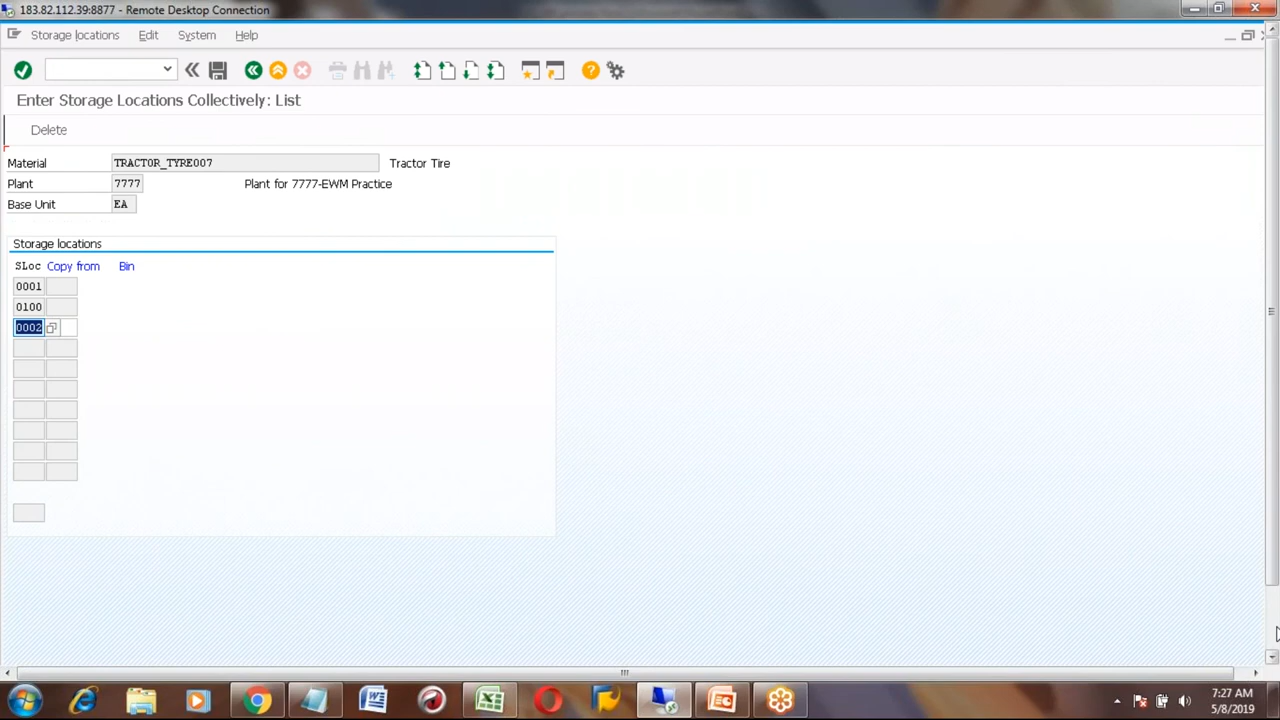 183.82.112.39:8877 - Remote Desktop Connection
Storage locations Edit System Help
Enter Storage Locations Collectively: List
Delete
Material TRACTOR_TYRE007 Tractor Tire
Plant 7777 Plant for 7777-EWM Practice
Base Unit EA
Storage locations
SLoc Copy from Bin
0001
0100
0002
7:27 AM
5/8/2019